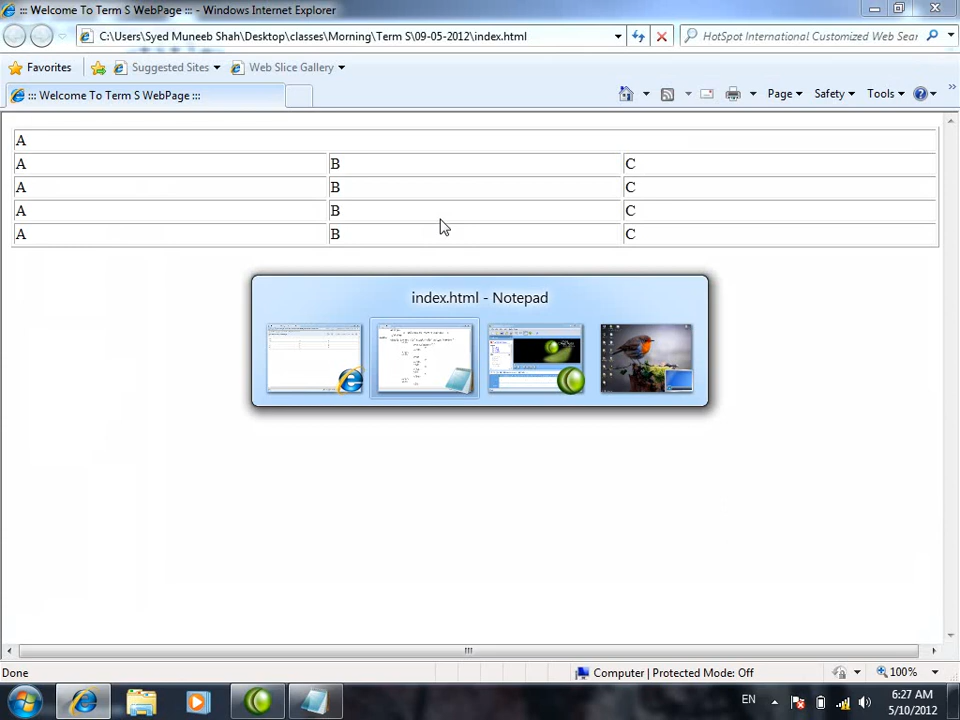 ::: Welcome To Term S WebPage ::: - Windows Internet Explorer
C:\Users\Syed Muneeb Shah\Desktop\classes\Morning\Term S\09-05-2012\index.html
HotSpot International Customized Web Sear
Favorites
Suggested Sites
Web Slice Gallery
::: Welcome To Term S WebPage :::
Page
Safety
Tools
A
A B C
A B C
A B C
A B C
index.html - Notepad
Done
Computer | Protected Mode: Off
100%
EN
6:27 AM
5/10/2012